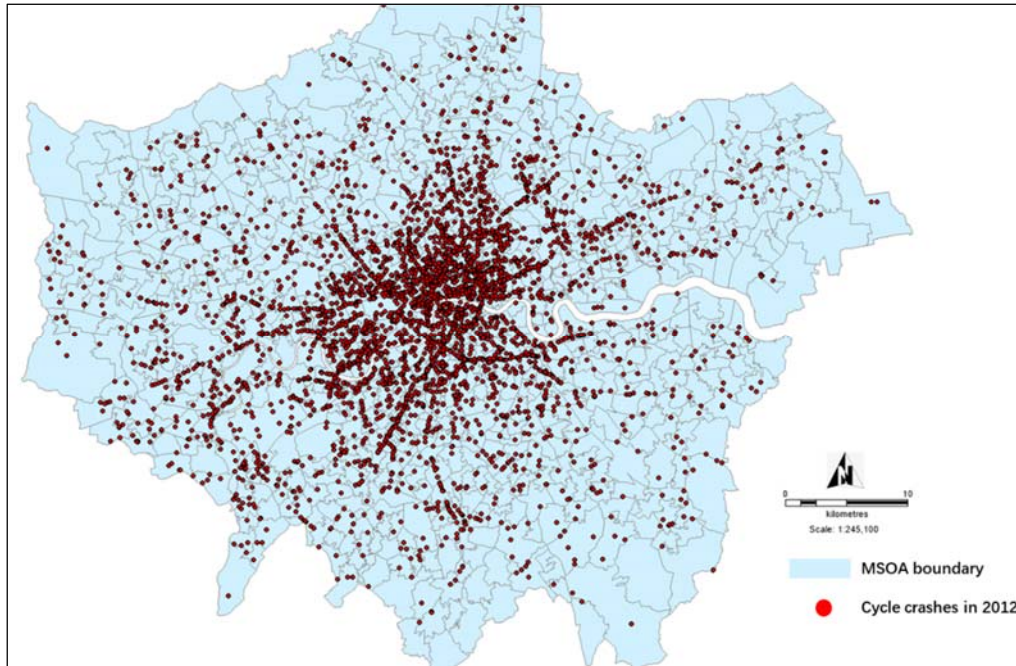 N
0 10
kilometres
Scale: 1:245,100
MSOA boundary
Cycle crashes in 2012